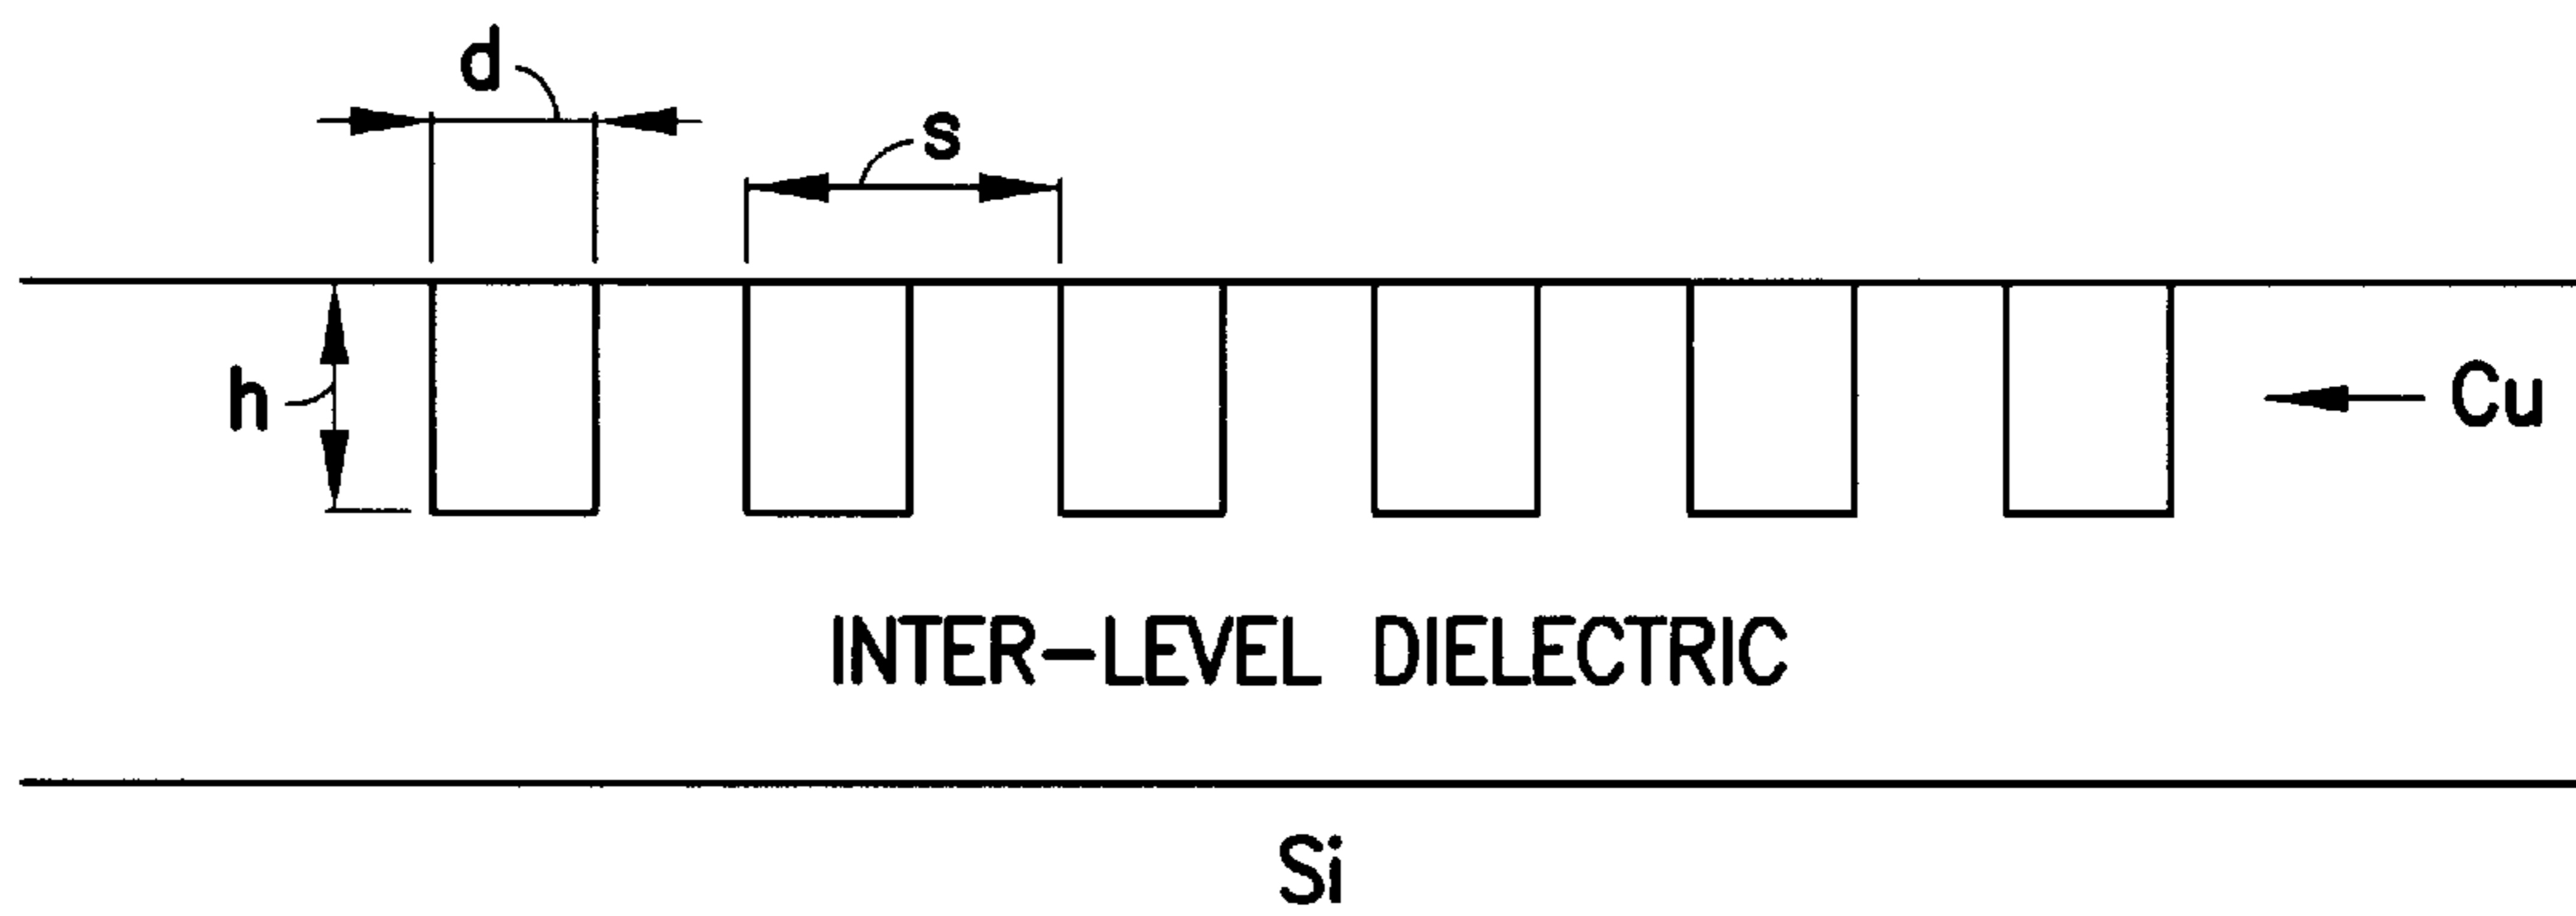 d
s
h
Cu
INTER-LEVEL DIELECTRIC
Si